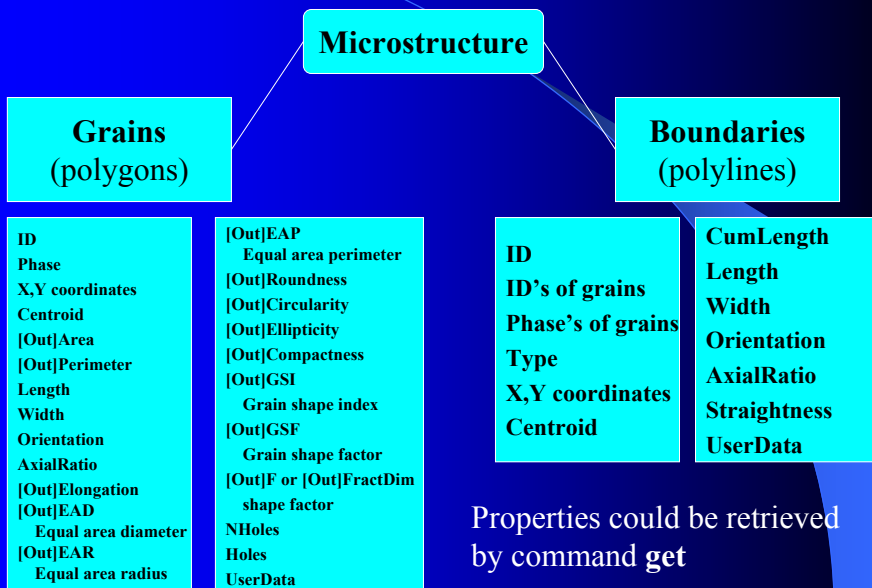 Microstructure
Grains
(polygons)
Boundaries
(polylines)
ID
Phase
X,Y coordinates
Centroid
[Out]Area
[Out]Perimeter
Length
Width
Orientation
AxialRatio
[Out]Elongation
[Out]EAD
Equal area diameter
[Out]EAR
Equal area radius
[Out]EAP
Equal area perimeter
[Out]Roundness
[Out]Circularity
[Out]Ellipticity
[Out]Compactness
[Out]GSI
Grain shape index
[Out]GSF
Grain shape factor
[Out]F or [Out]FractDim
shape factor
NHoles
Holes
UserData
ID
ID's of grains
Phase's of grains
Type
X,Y coordinates
Centroid
CumLength
Length
Width
Orientation
AxialRatio
Straightness
UserData
Properties could be retrieved
by command get